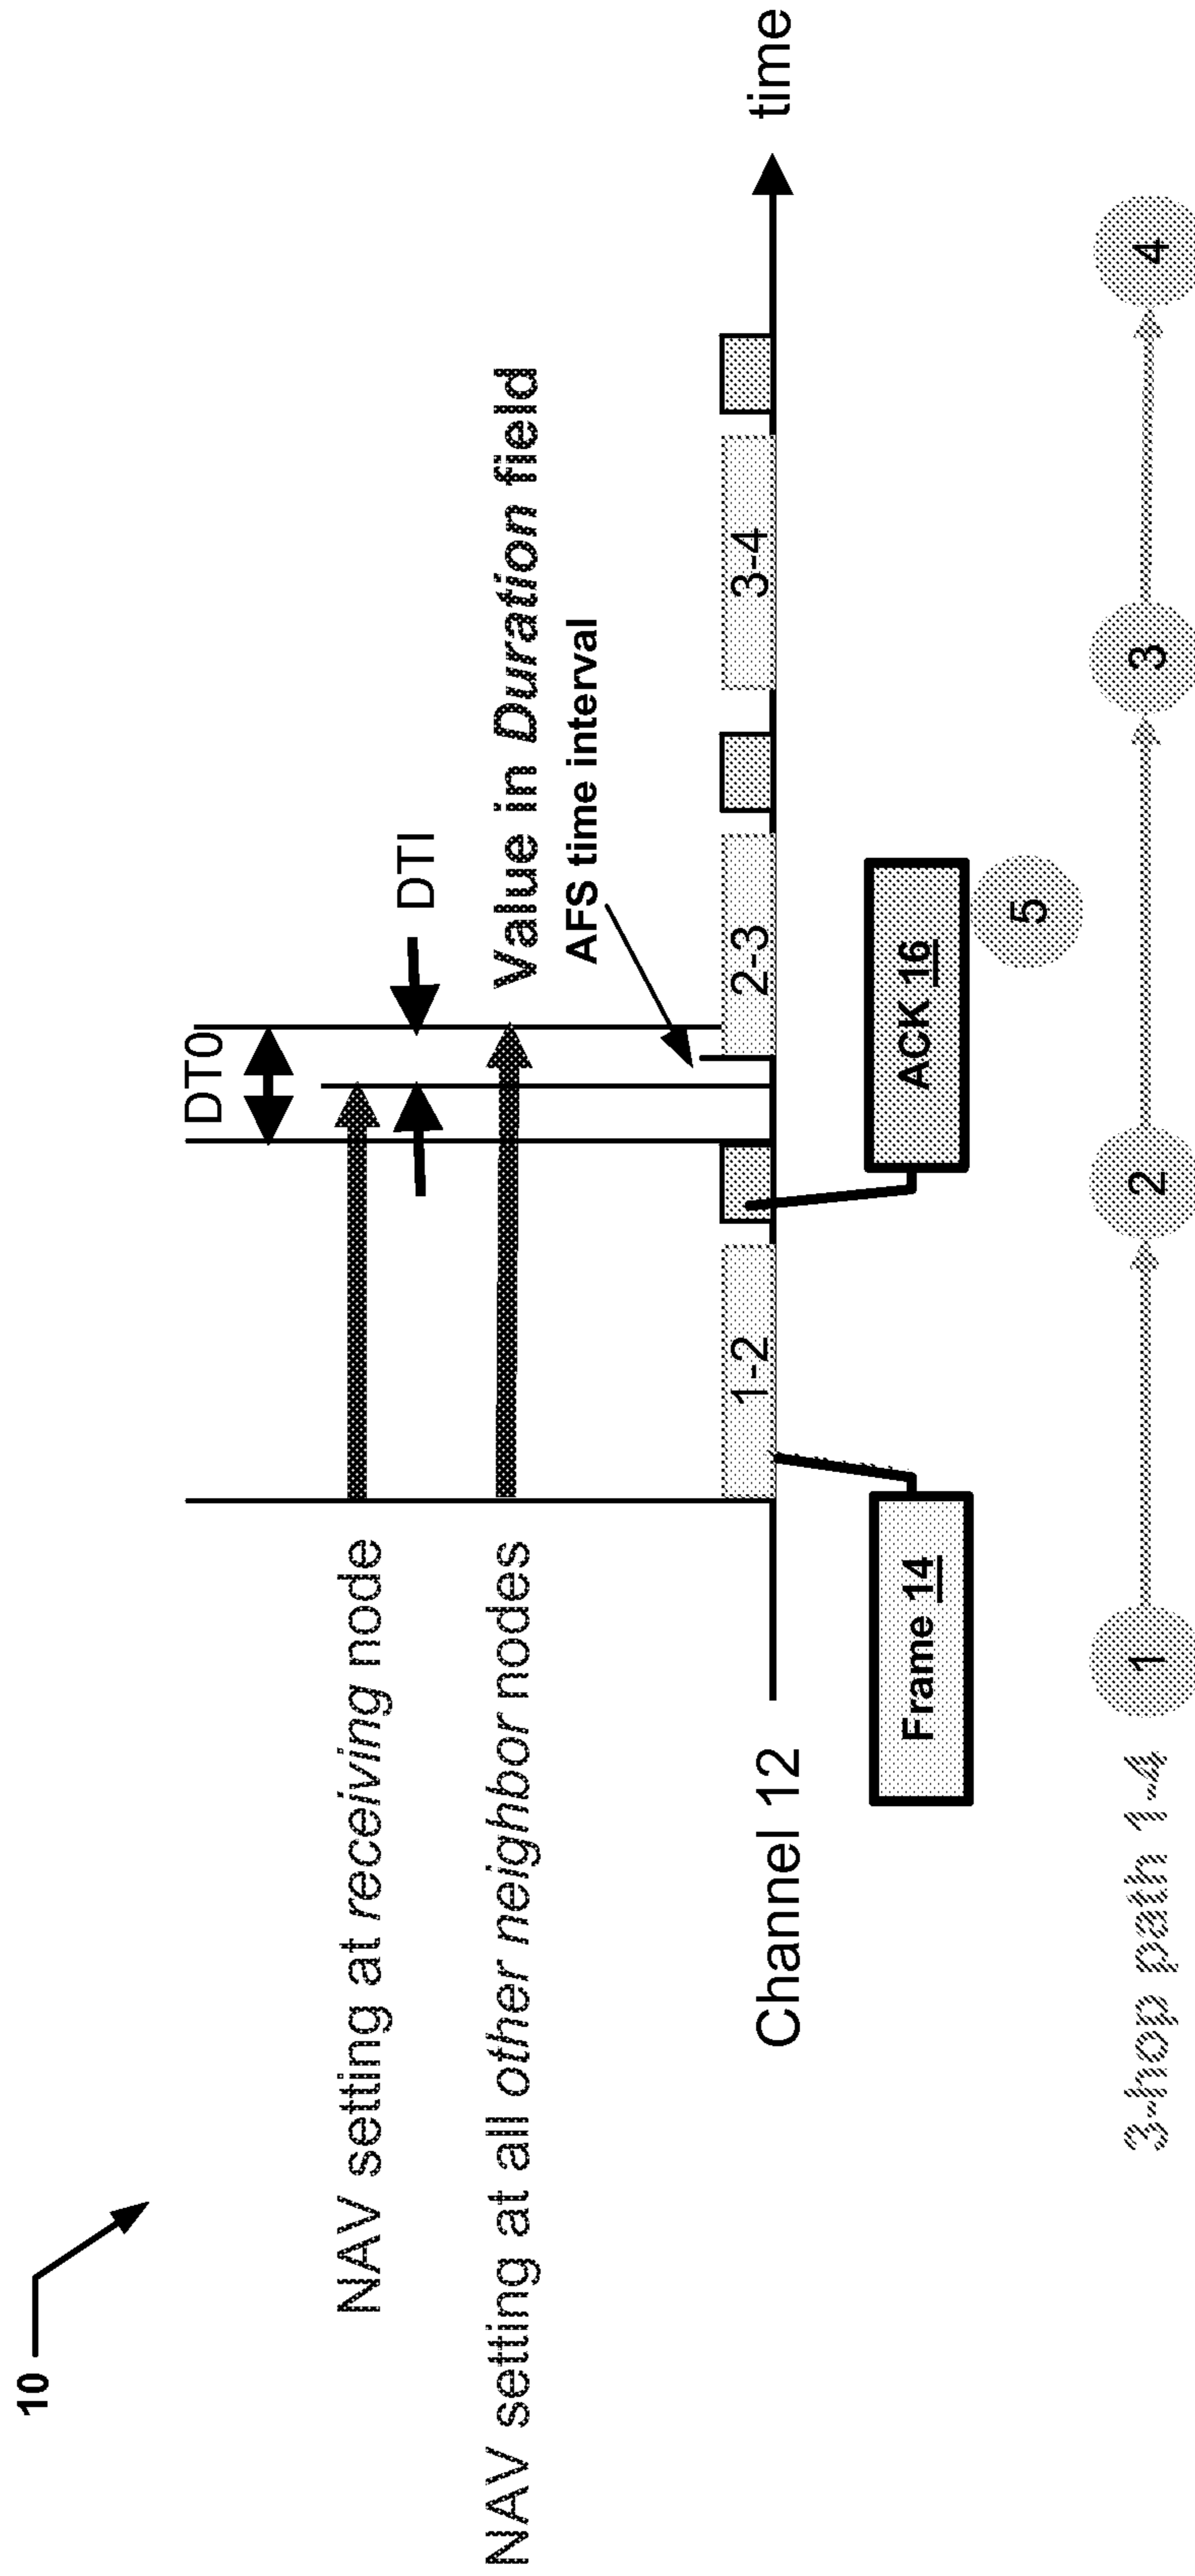 10
DT0
NAV setting at receiving node
DTI
NAV setting at all other neighbor nodes
Value in Duration field
AFS time interval
1-2
2-3
3-4
Channel 12
time
Frame 14
ACK 16
5
3-hop path 1-4
1
2
3
4